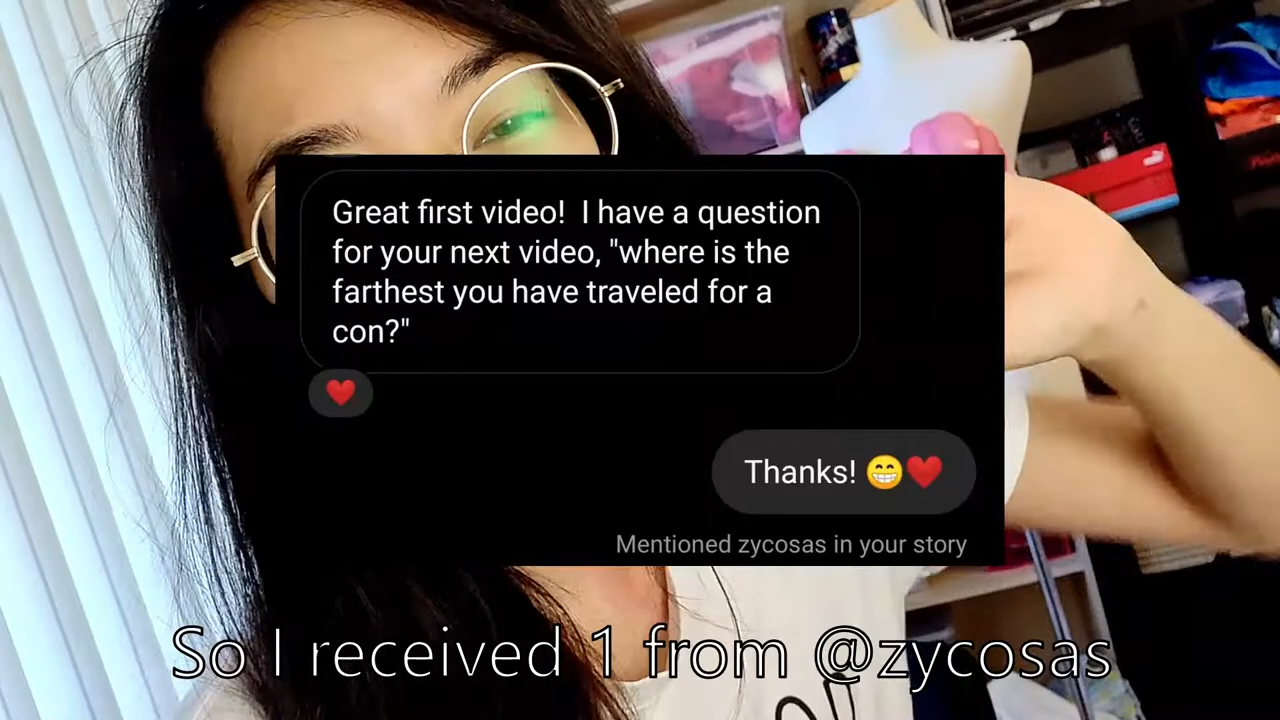 Great first video!  I have a question
for your next video, "where is the
farthest you have traveled for a
con?"
❤️
Thanks! 😁❤️
Mentioned zycosas in your story
So I received 1 from @zycosas